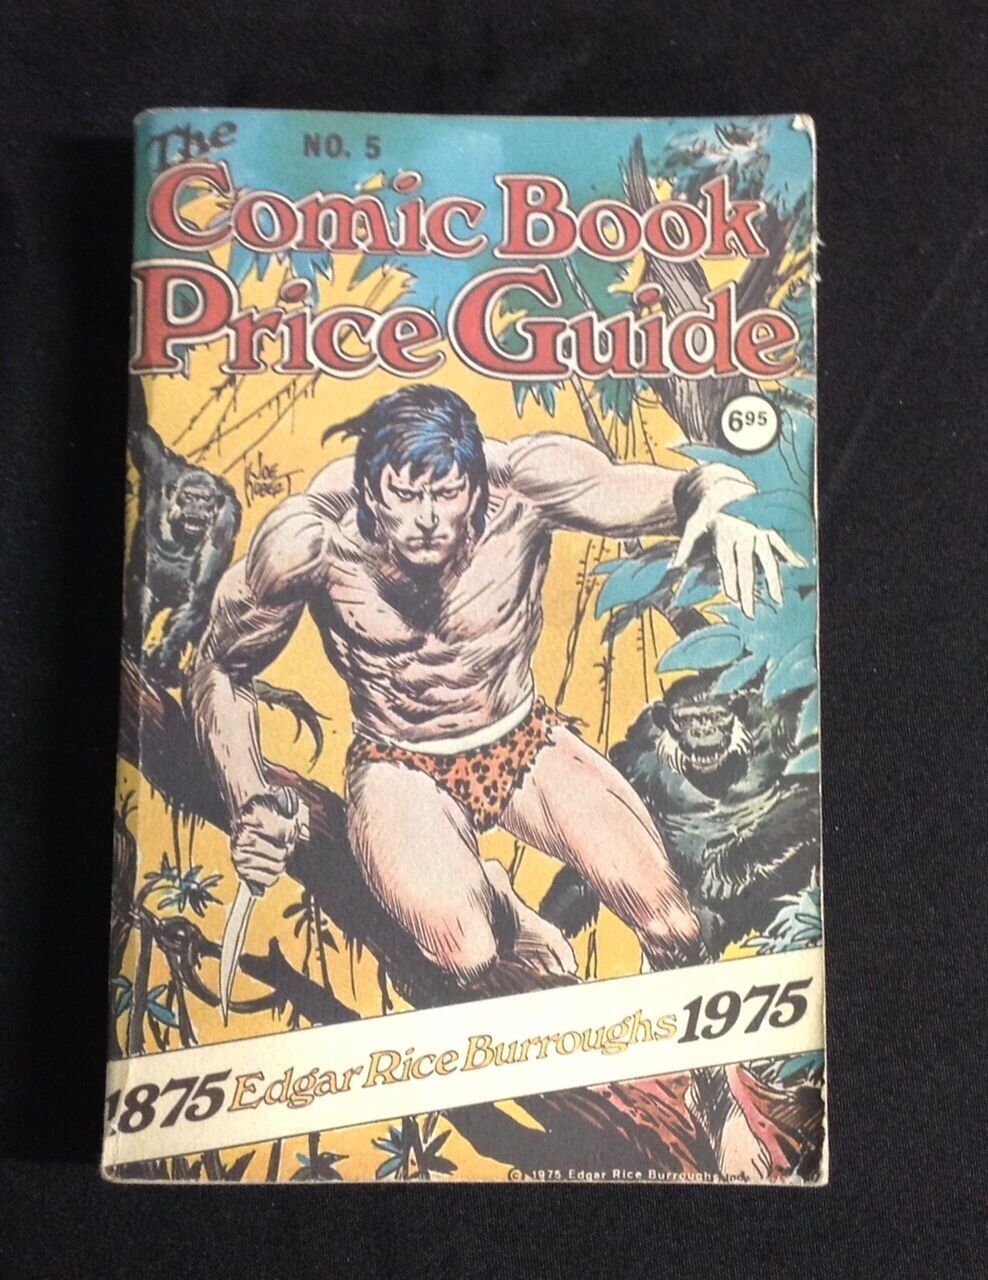 The
NO. 5
Comic Book
Price Guide
6.95
JOE
KUBERT
1875 Edgar Rice Burroughs 1975
© 1975 Edgar Rice Burroughs, Inc.